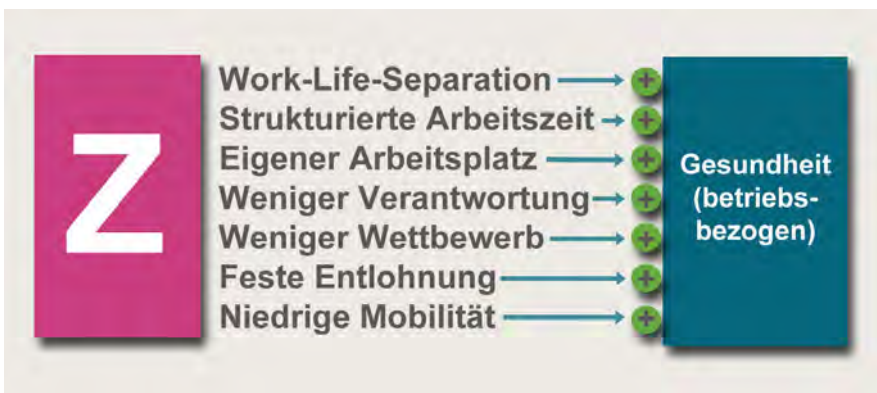 Z
Work-Life-Separation
Strukturierte Arbeitszeit
Eigener Arbeitsplatz
Weniger Verantwortung
Weniger Wettbewerb
Feste Entlohnung
Niedrige Mobilität
+
+
+
+
+
+
+
Gesundheit
(betriebs-
bezogen)